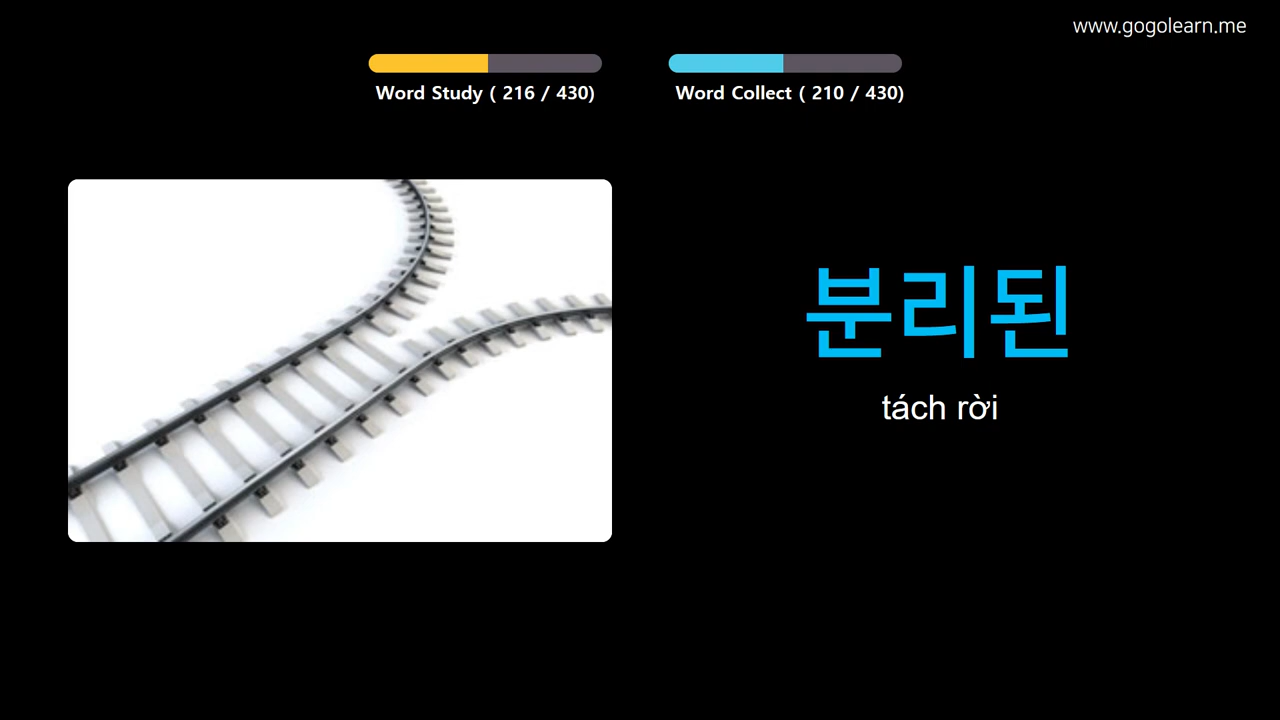 www.gogolearn.me
Word Study ( 216 / 430)
Word Collect ( 210 / 430)
분리된
tách rời